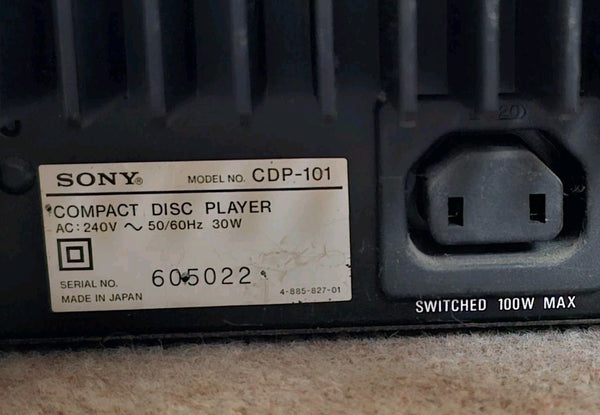 SONY® MODEL NO. CDP-101
COMPACT DISC PLAYER
AC: 240V ～ 50/60Hz 30W
SERIAL NO. 605022
MADE IN JAPAN 4-885-827-01
SWITCHED 100W MAX